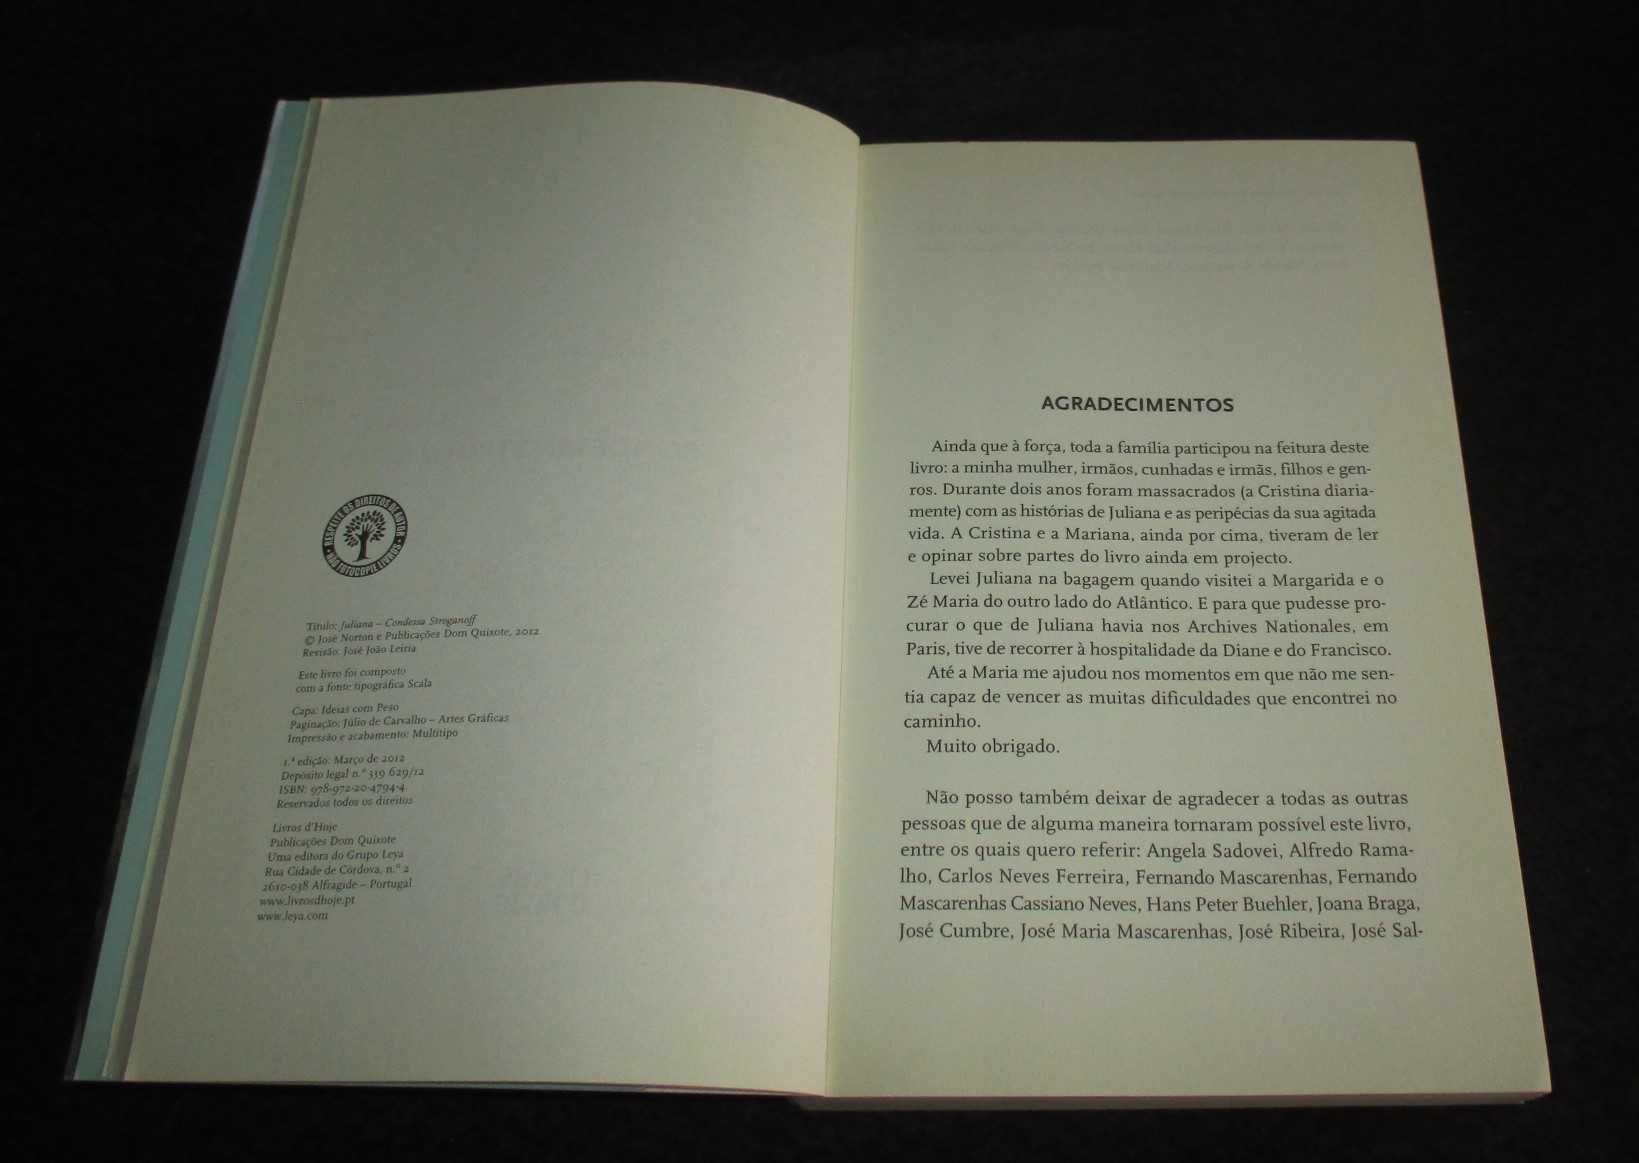 RESPEITE OS DIREITOS DE AUTOR
NÃO FOTOCOPIE LIVROS
Título: Juliana – Condessa Stroganoff
© José Norton e Publicações Dom Quixote, 2012
Revisão: José João Leiria
Este livro foi composto
com a fonte tipográfica Scala
Capa: Ideias com Peso
Paginação: Júlio de Carvalho – Artes Gráficas
Impressão e acabamento: Multitipo
1.ª edição: Março de 2012
Depósito legal n.º 339 629/12
ISBN: 978-972-20-4794-4
Reservados todos os direitos
Livros d'Hoje
Publicações Dom Quixote
Uma editora do Grupo Leya
Rua Cidade de Córdova, n.º 2
2610-038 Alfragide – Portugal
www.livrosdhoje.pt
www.leya.com
AGRADECIMENTOS
Ainda que à força, toda a família participou na feitura deste
livro: a minha mulher, irmãos, cunhadas e irmãs, filhos e gen-
ros. Durante dois anos foram massacrados (a Cristina diaria-
mente) com as histórias de Juliana e as peripécias da sua agitada
vida. A Cristina e a Mariana, ainda por cima, tiveram de ler
e opinar sobre partes do livro ainda em projecto.
Levei Juliana na bagagem quando visitei a Margarida e o
Zé Maria do outro lado do Atlântico. E para que pudesse pro-
curar o que de Juliana havia nos Archives Nationales, em
Paris, tive de recorrer à hospitalidade da Diane e do Francisco.
Até a Maria me ajudou nos momentos em que não me sen-
tia capaz de vencer as muitas dificuldades que encontrei no
caminho.
Muito obrigado.
Não posso também deixar de agradecer a todas as outras
pessoas que de alguma maneira tornaram possível este livro,
entre os quais quero referir: Angela Sadovei, Alfredo Rama-
lho, Carlos Neves Ferreira, Fernando Mascarenhas, Fernando
Mascarenhas Cassiano Neves, Hans Peter Buehler, Joana Braga,
José Cumbre, José Maria Mascarenhas, José Ribeira, José Sal-